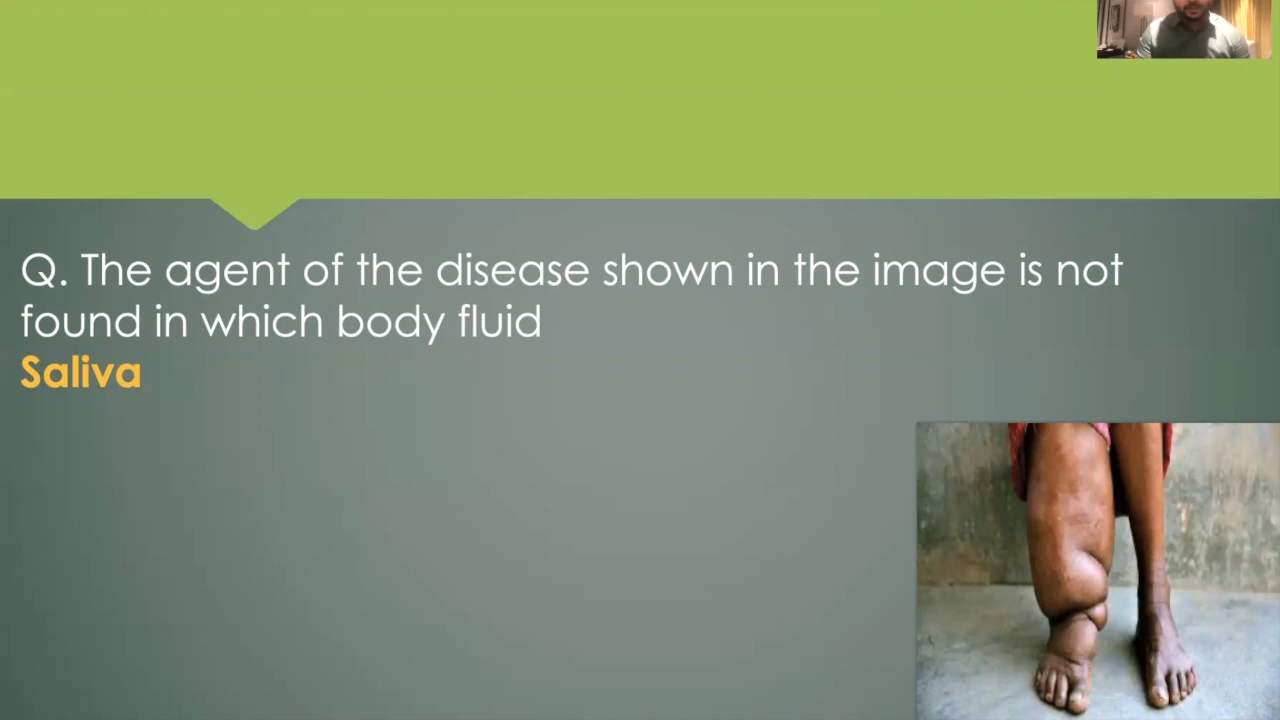 Q. The agent of the disease shown in the image is not
found in which body fluid
Saliva